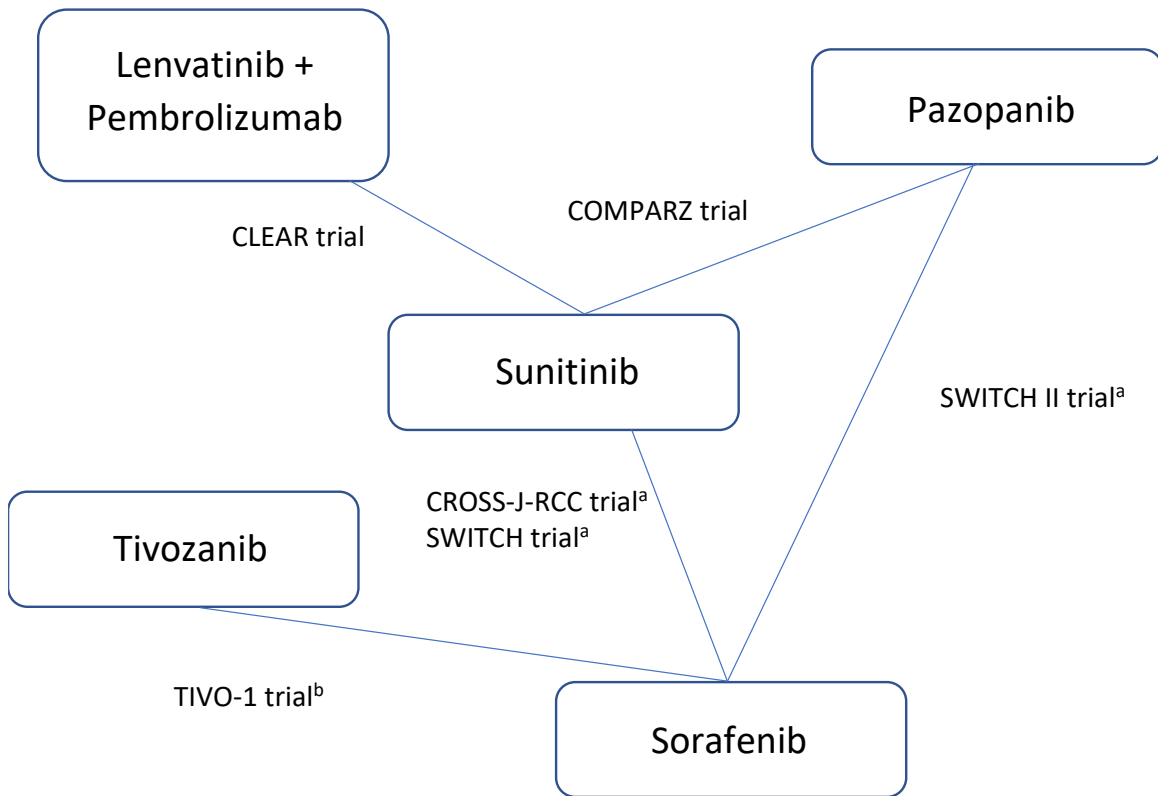 Lenvatinib +
Pembrolizumab
Pazopanib
COMPARZ trial
CLEAR trial
Sunitinib
SWITCH II trialᵃ
CROSS-J-RCC trialᵃ
SWITCH trialᵃ
Tivozanib
TIVO-1 trialᵇ
Sorafenib